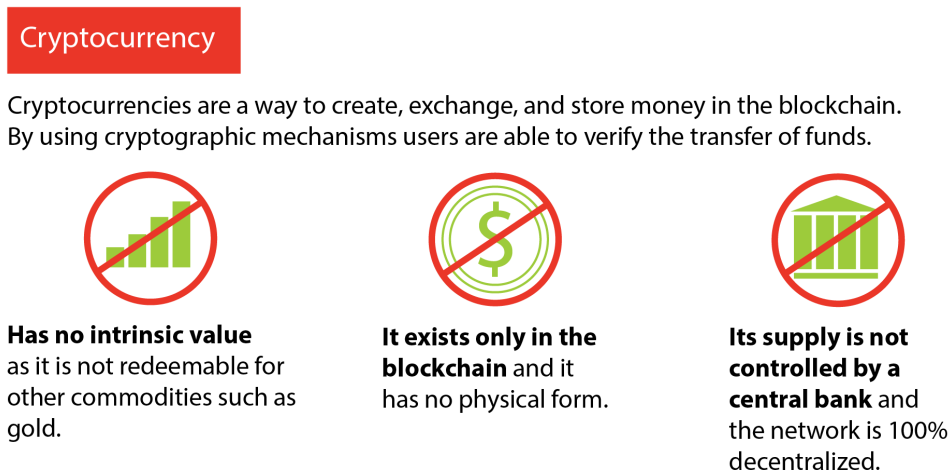 Cryptocurrency
Cryptocurrencies are a way to create, exchange, and store money in the blockchain.
By using cryptographic mechanisms users are able to verify the transfer of funds.
$
Has no intrinsic value
as it is not redeemable for
other commodities such as
gold.
It exists only in the
blockchain and it
has no physical form.
Its supply is not
controlled by a
central bank and
the network is 100%
decentralized.